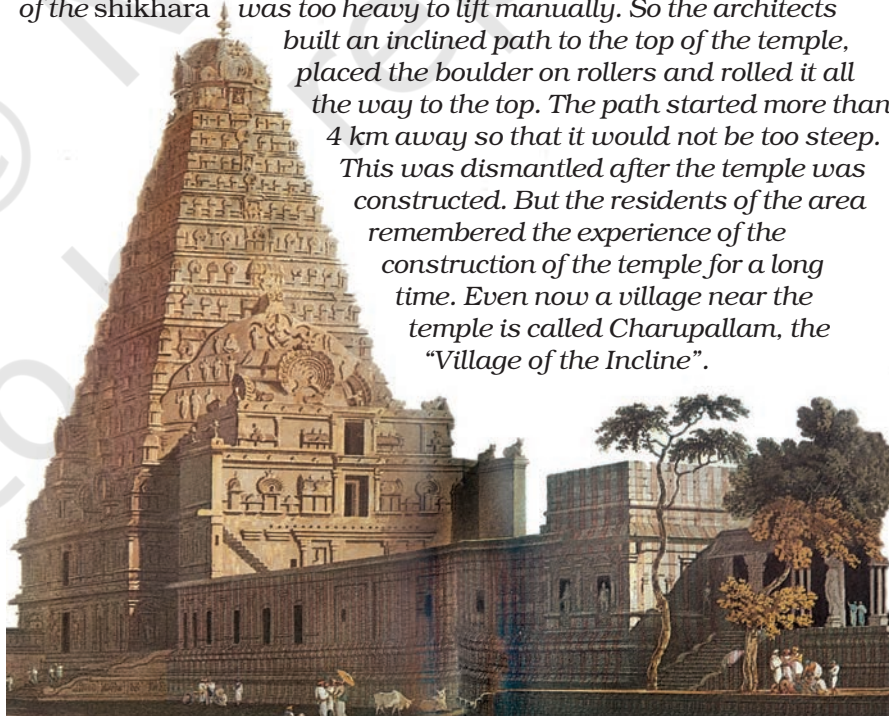 of the shikhara was too heavy to lift manually. So the architects
built an inclined path to the top of the temple,
placed the boulder on rollers and rolled it all
the way to the top. The path started more than
4 km away so that it would not be too steep.
This was dismantled after the temple was
constructed. But the residents of the area
remembered the experience of the
construction of the temple for a long
time. Even now a village near the
temple is called Charupallam, the
“Village of the Incline”.